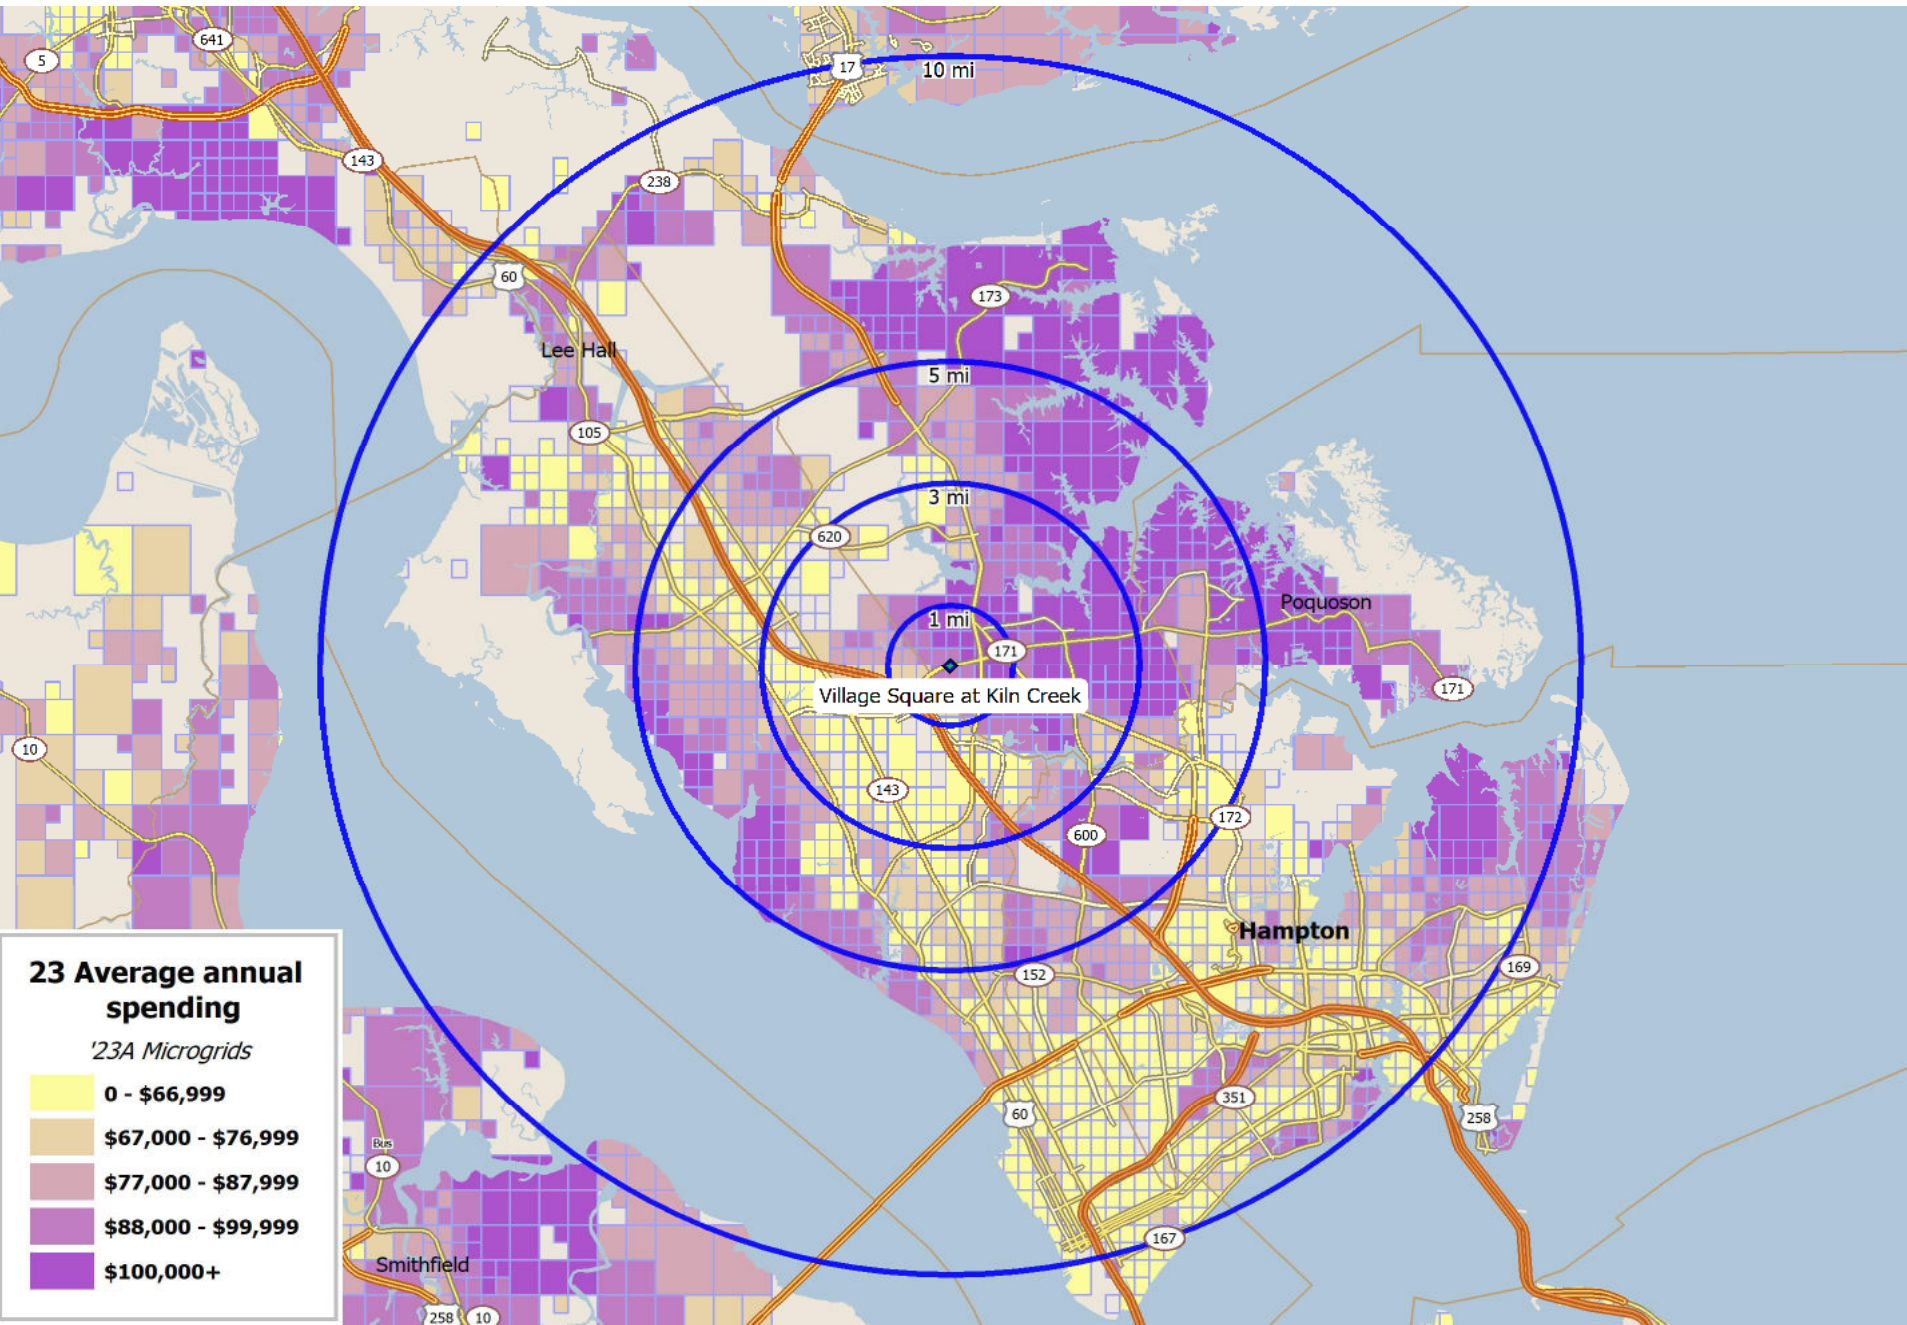 641
5
17
10 mi
143
238
60
173
Lee Hall
5 mi
105
3 mi
620
Poquoson
1 mi
171
171
Village Square at Kiln Creek
10
143
172
600
Hampton
169
152
23 Average annual
spending
'23A Microgrids
0 - $66,999
$67,000 - $76,999
$77,000 - $87,999
$88,000 - $99,999
$100,000+
351
60
258
Bus
10
167
Smithfield
258
10